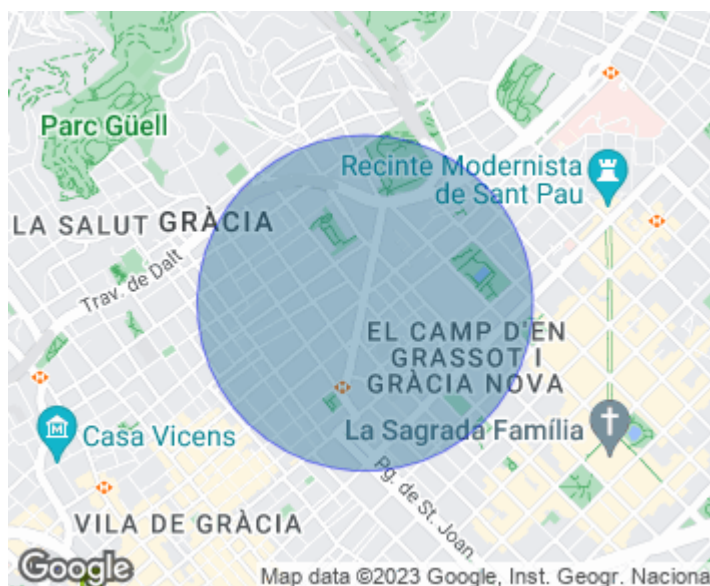 Parc Güell
Recinte Modernista
de Sant Pau
LA SALUT
GRÀCIA
Trav. de Dalt
EL CAMP D'EN
GRASSOT I
GRÀCIA NOVA
Casa Vicens
La Sagrada Família
Pg. de St. Joan
VILA DE GRÀCIA
Google
Map data ©2023 Google, Inst. Geogr. Naciona